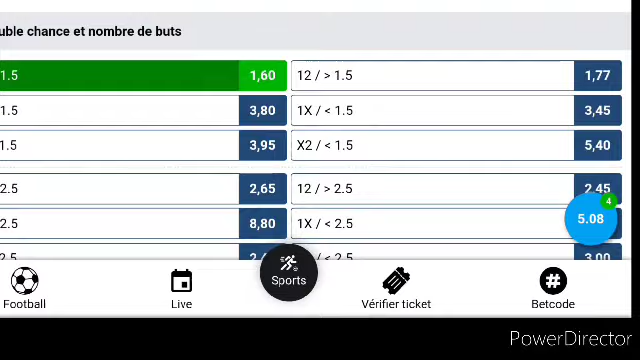 uble chance et nombre de buts
1.5 1,60 12 / > 1.5 1,77
1.5 3,80 1X / < 1.5 3,45
1.5 3,95 X2 / < 1.5 5,40
2.5 2,65 12 / > 2.5 2,45
2.5 8,80 1X / < 2.5
4
5.08
/ < 2.5 3,00
Sports
Football Live Vérifier ticket Betcode
PowerDirector